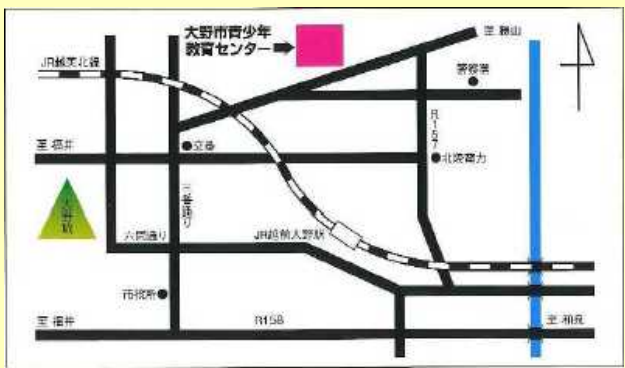 大野市青少年
教育センター➡
至 勝山
JR越美北線
警察署
R157
至 福井
●交番
●北陸電力
三番通り
六間通り
JR越前大野駅
市役所●
至 福井
R158
至 和泉